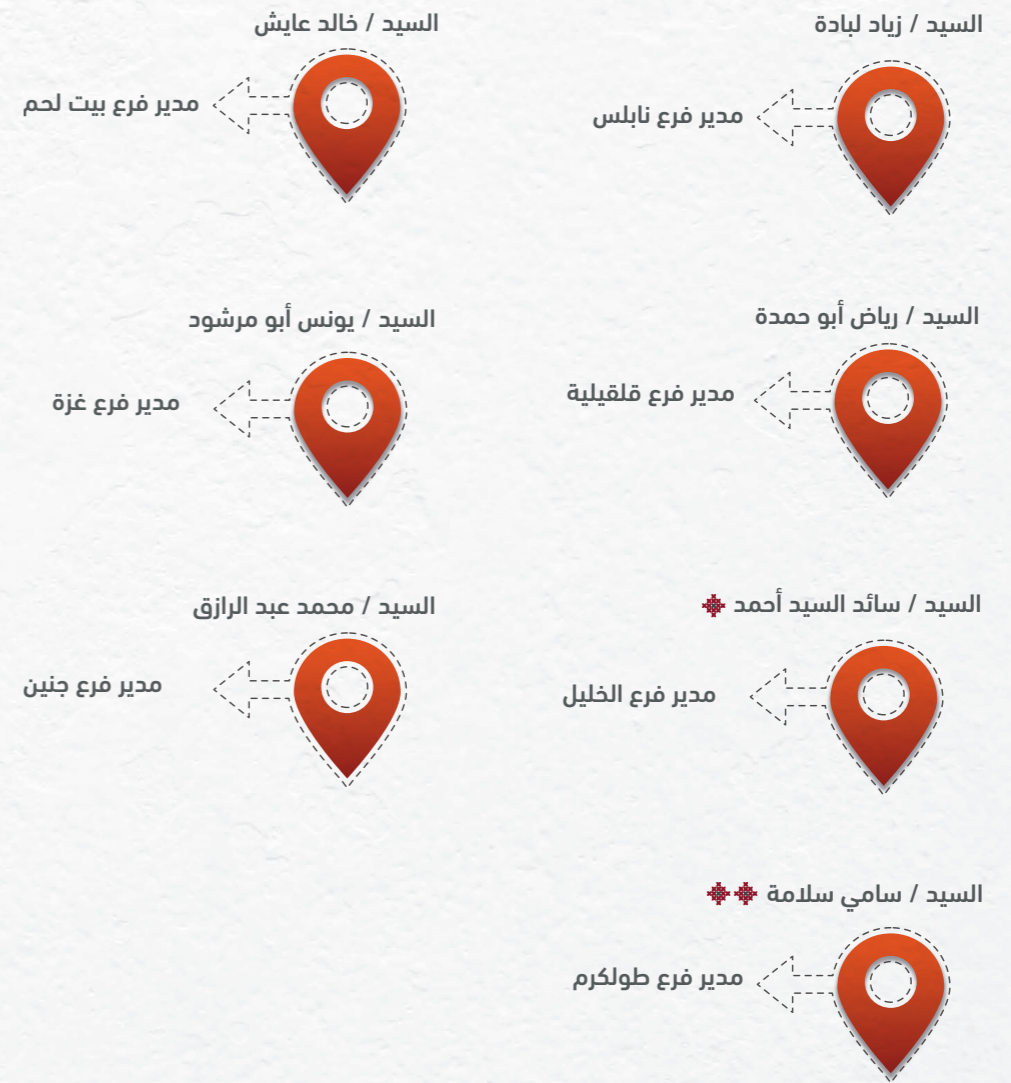 السيد / زياد لبادة
مدير فرع نابلس
السيد / خالد عايش
مدير فرع بيت لحم
السيد / رياض أبو حمدة
مدير فرع قلقيلية
السيد / يونس أبو مرشود
مدير فرع غزة
السيد / سائد السيد أحمد
مدير فرع الخليل
السيد / محمد عبد الرازق
مدير فرع جنين
السيد / سامي سلامة
مدير فرع طولكرم